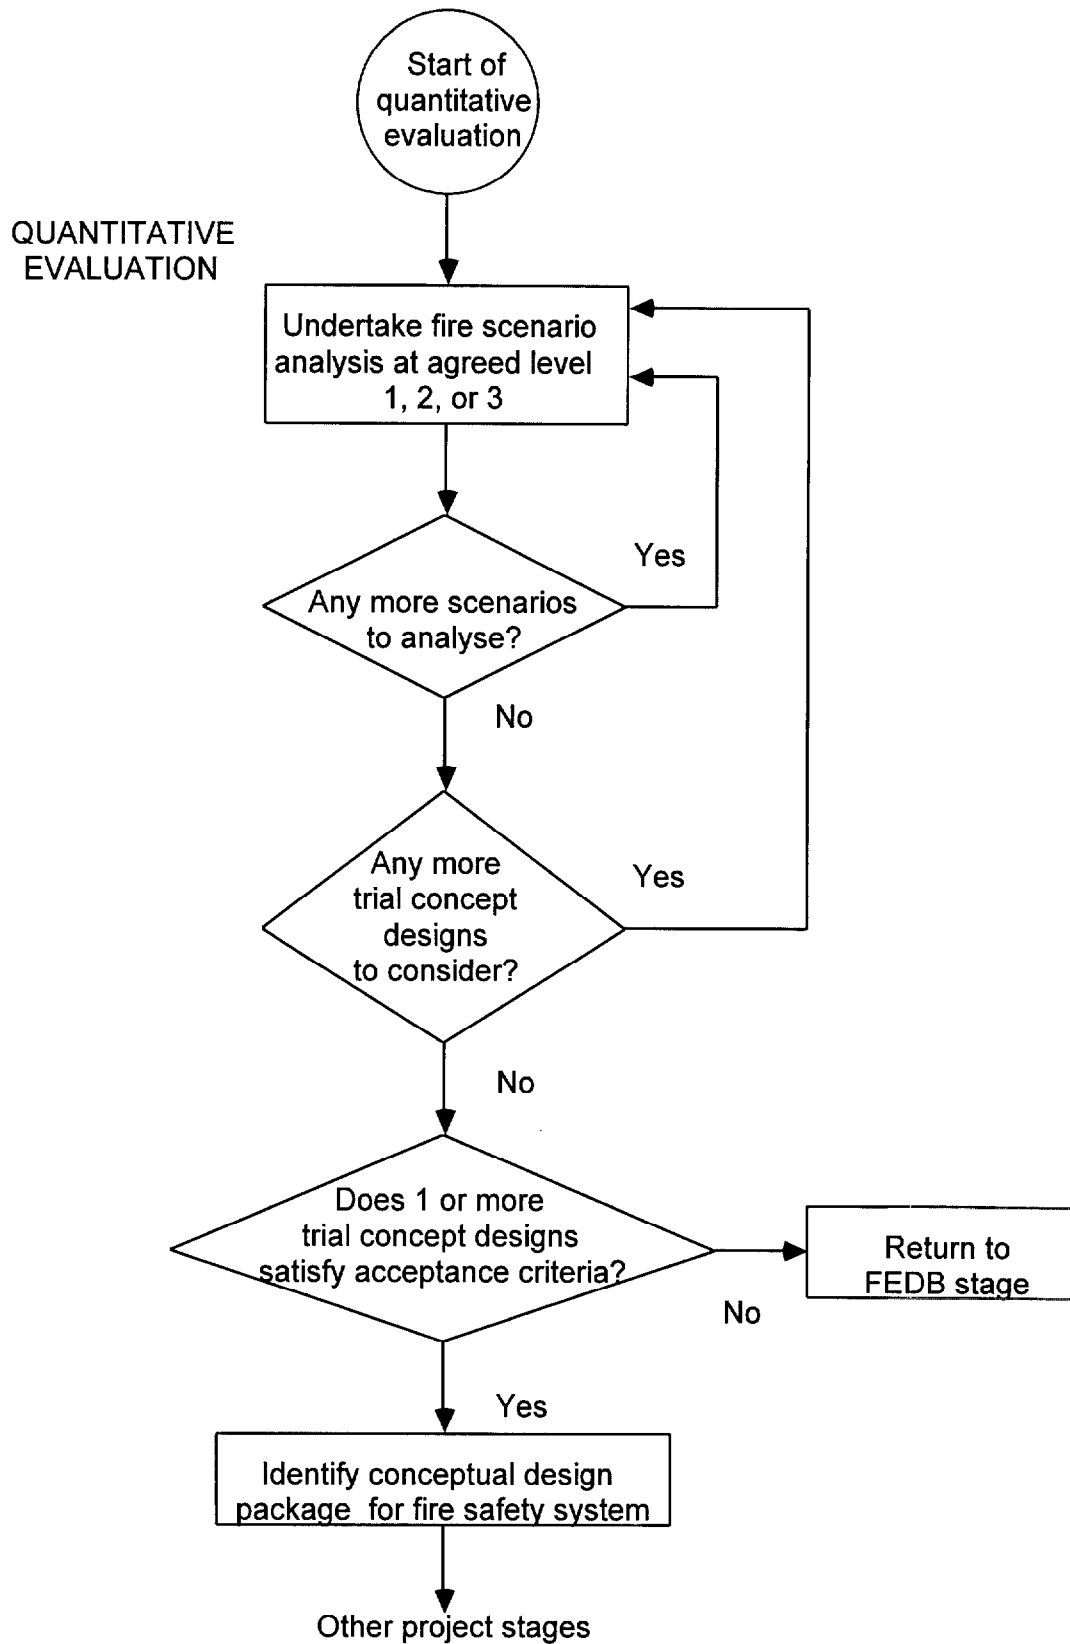 Start of
quantitative
evaluation
QUANTITATIVE
EVALUATION
Undertake fire scenario
analysis at agreed level
1, 2, or 3
Yes
Any more scenarios
to analyse?
No
Any more
trial concept
designs
to consider?
Yes
No
Does 1 or more
trial concept designs
satisfy acceptance criteria?
Return to
FEDB stage
No
Yes
Identify conceptual design
package for fire safety system
Other project stages